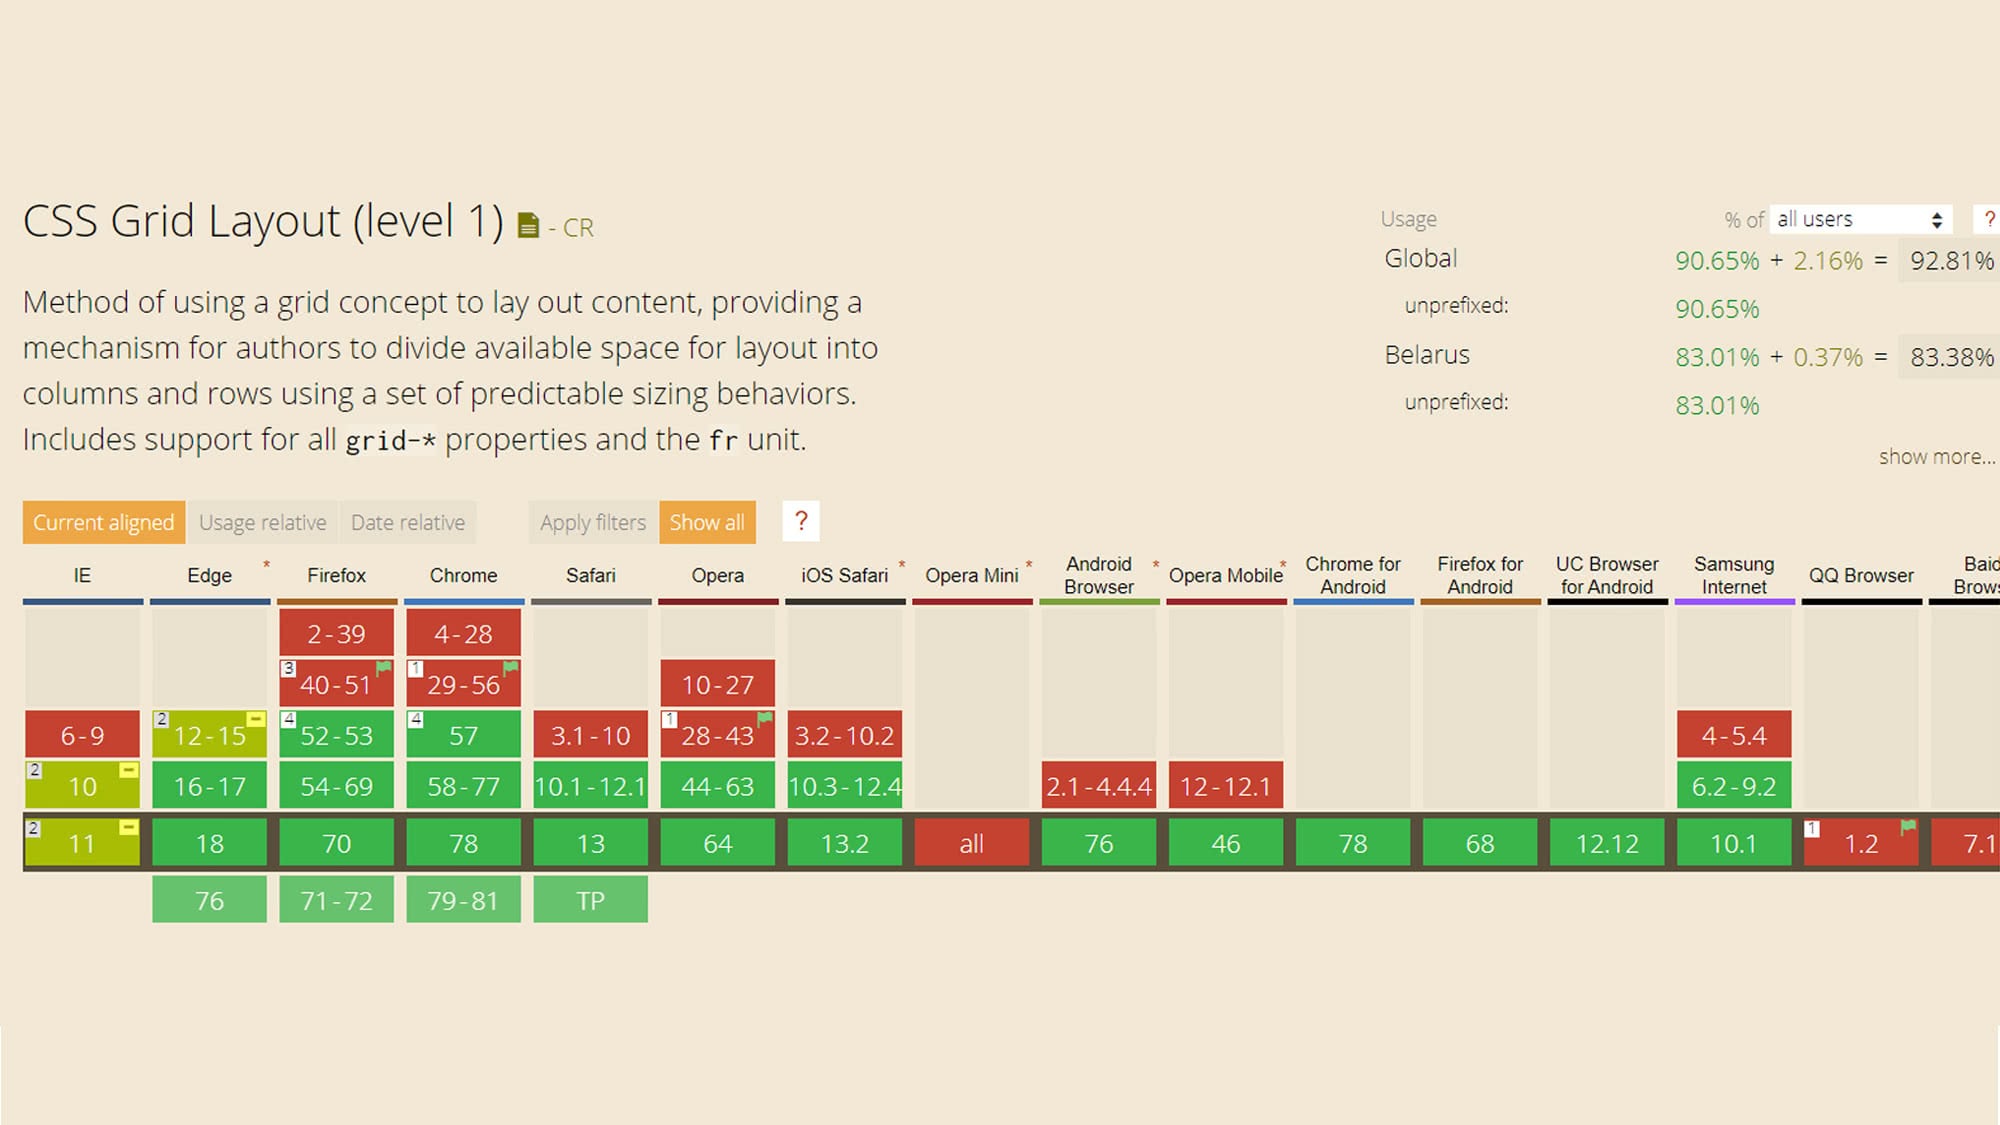 CSS Grid Layout (level 1) - CR
Usage % of all users ?
Global 90.65% + 2.16% = 92.81%
unprefixed: 90.65%
Belarus 83.01% + 0.37% = 83.38%
unprefixed: 83.01%
show more...
Method of using a grid concept to lay out content, providing a
mechanism for authors to divide available space for layout into
columns and rows using a set of predictable sizing behaviors.
Includes support for all grid-* properties and the fr unit.
Current aligned Usage relative Date relative Apply filters Show all ?
IE Edge * Firefox Chrome Safari Opera iOS Safari * Opera Mini * Android Browser * Opera Mobile * Chrome for Android Firefox for Android UC Browser for Android Samsung Internet QQ Browser
2-39 4-28
3 40-51 1 29-56 10-27
6-9 2 12-15 4 52-53 4 57 3.1-10 1 28-43 3.2-10.2 4-5.4
2 10 16-17 54-69 58-77 10.1-12.1 44-63 10.3-12.4 2.1-4.4.4 12-12.1 6.2-9.2
2 11 18 70 78 13 64 13.2 all 76 46 78 68 12.12 10.1 1 1.2 7.1
76 71-72 79-81 TP